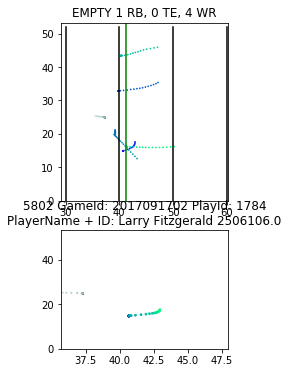 EMPTY 1 RB, 0 TE, 4 WR
50
40
30
20
10
0
30 40 50 60
5802 GameId: 2017091702 PlayId: 1784
PlayerName + ID: Larry Fitzgerald 2506106.0
40
20
0
37.5 40.0 42.5 45.0 47.5